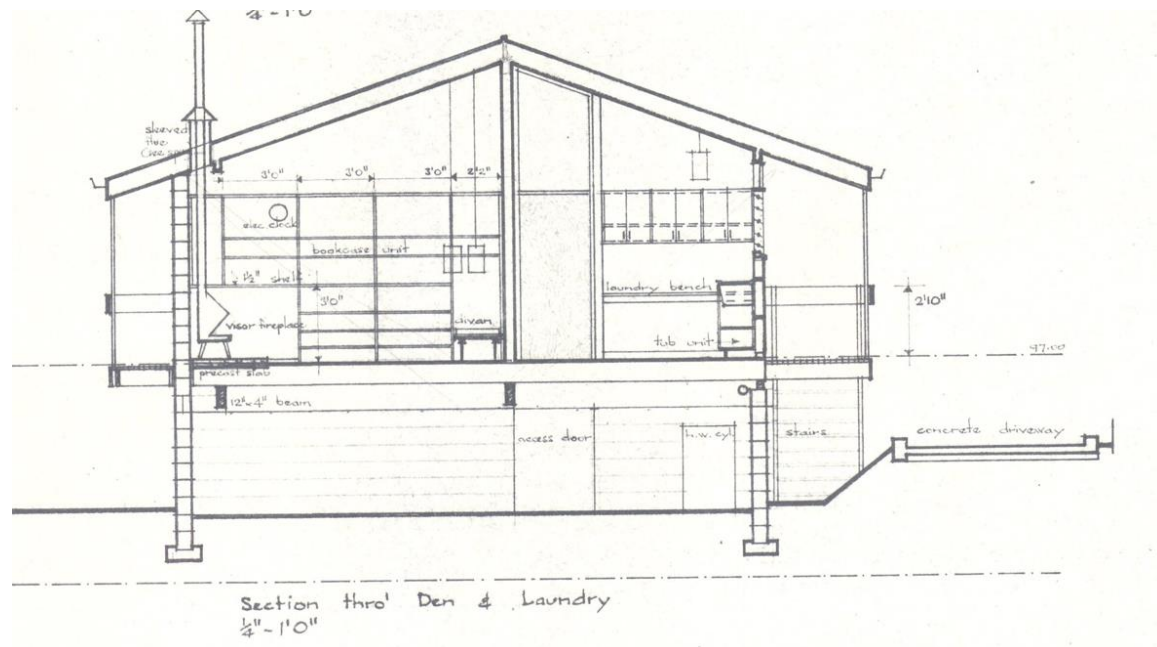 ¼"-1'0"
sleeved
flue
3'0" 3'0" 3'0" 2'2"
elec clock
bookcase unit
1½" shelf
laundry bench
3'0"
2'10"
visor fireplace
divan
tub unit
97.00
precast slab
12"x4" beam
access door
h.w. cyl.
stairs
concrete driveway
Section thro' Den & Laundry
¼"-1'0"